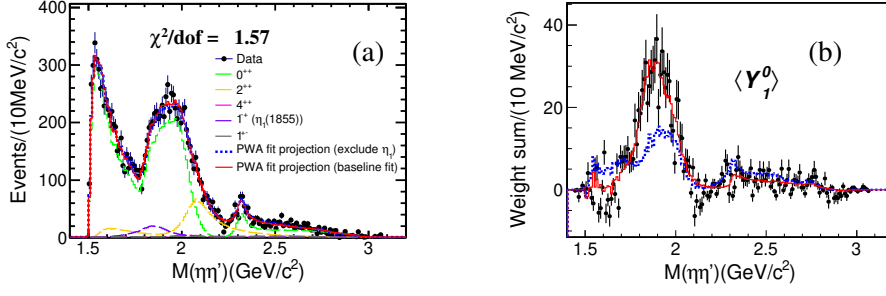 χ²/dof = 1.57
(a)
Data
0⁺⁺
2⁺⁺
4⁺⁺
1⁻⁺ (η₁(1855))
1⁺⁻
PWA fit projection (exclude η₁)
PWA fit projection (baseline fit)
Events/(10MeV/c²)
400
300
200
100
0
1.5 2 2.5 3
M(ηη′)(GeV/c²)
(b)
⟨Y₁⁰⟩
Weight sum/(10 MeV/c²)
40
20
0
1.5 2 2.5 3
M(ηη′)(GeV/c²)